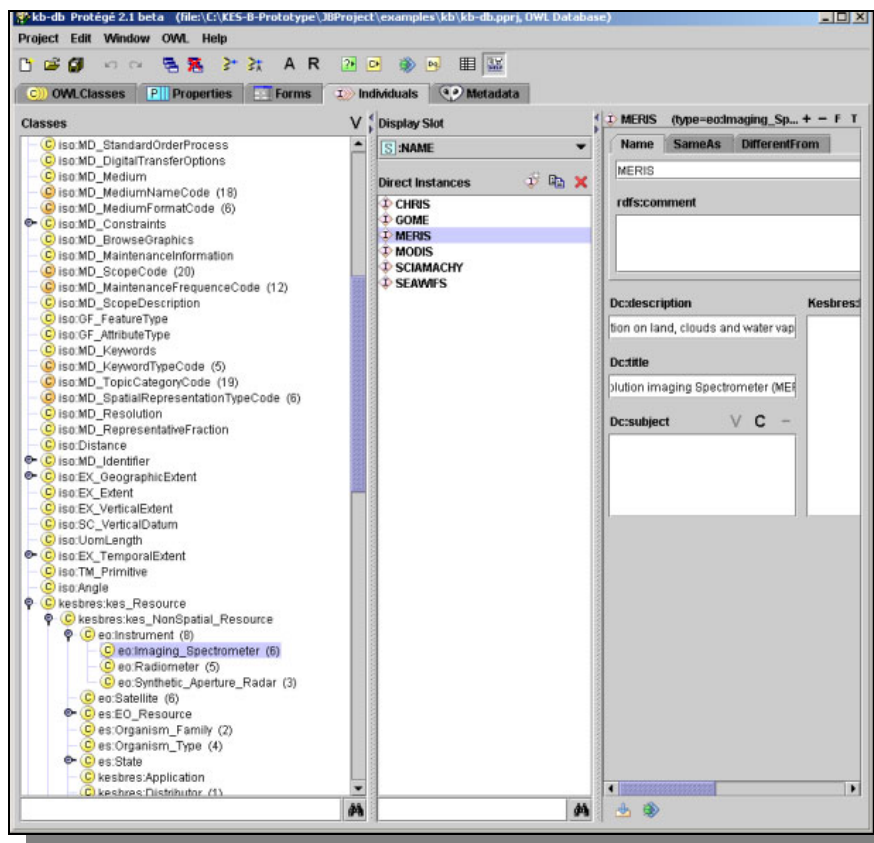 kb-db Protégé 2.1 beta (file:\C:\KES-B-Prototype\JBProject\examples\kb\kb-db.pprj, OWL Database)
Project Edit Window OWL Help
A R
OWLClasses Properties Forms Individuals Metadata
Classes V
iso:MD_StandardOrderProcess
iso:MD_DigitalTransferOptions
iso:MD_Medium
iso:MD_MediumNameCode (18)
iso:MD_MediumFormatCode (6)
iso:MD_Constraints
iso:MD_BrowseGraphics
iso:MD_MaintenanceInformation
iso:MD_ScopeCode (20)
iso:MD_MaintenanceFrequenceCode (12)
iso:MD_ScopeDescription
iso:GF_FeatureType
iso:GF_AttributeType
iso:MD_Keywords
iso:MD_KeywordTypeCode (5)
iso:MD_TopicCategoryCode (19)
iso:MD_SpatialRepresentationTypeCode (6)
iso:MD_Resolution
iso:MD_RepresentativeFraction
iso:Distance
iso:MD_Identifier
iso:EX_GeographicExtent
iso:EX_Extent
iso:EX_VerticalExtent
iso:SC_VerticalDatum
iso:UomLength
iso:EX_TemporalExtent
iso:TM_Primitive
iso:Angle
kesbres:kes_Resource
kesbres:kes_NonSpatial_Resource
eo:Instrument (8)
eo:Imaging_Spectrometer (6)
eo:Radiometer (5)
eo:Synthetic_Aperture_Radar (3)
eo:Satellite (6)
es:EO_Resource
es:Organism_Family (2)
es:Organism_Type (4)
es:State
kesbres:Application
kesbres:Distributor (1)
Display Slot
S :NAME
Direct Instances
CHRIS
GOME
MERIS
MODIS
SCIAMACHY
SEAWIFS
MERIS (type=eo:Imaging_Sp... + − F T
Name SameAs DifferentFrom
MERIS
rdfs:comment
Dc:description Kesbres:
tion on land, clouds and water vap
Dc:title
olution imaging Spectrometer (MER
Dc:subject V C −